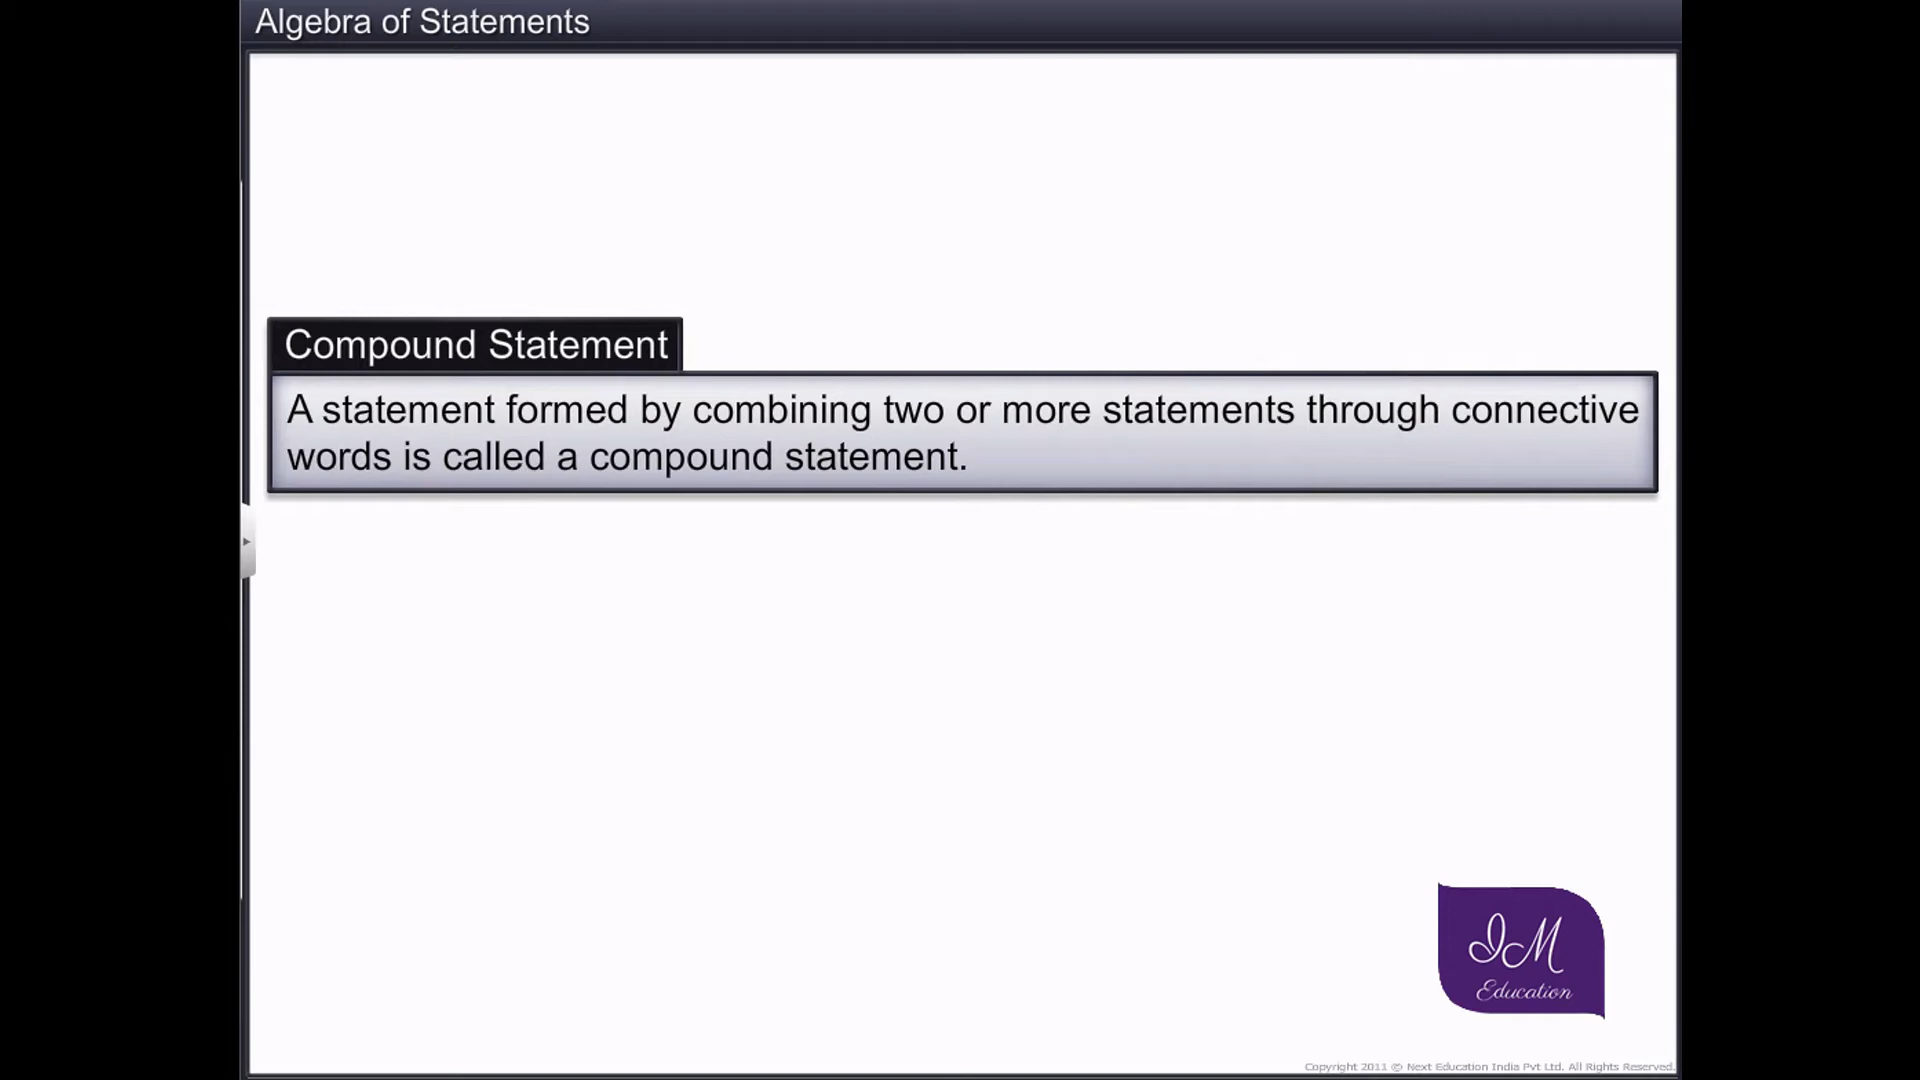 Algebra of Statements
Compound Statement
A statement formed by combining two or more statements through connective
words is called a compound statement.
IM
Education
Copyright 2011 © Next Education India Pvt Ltd. All Rights Reserved.